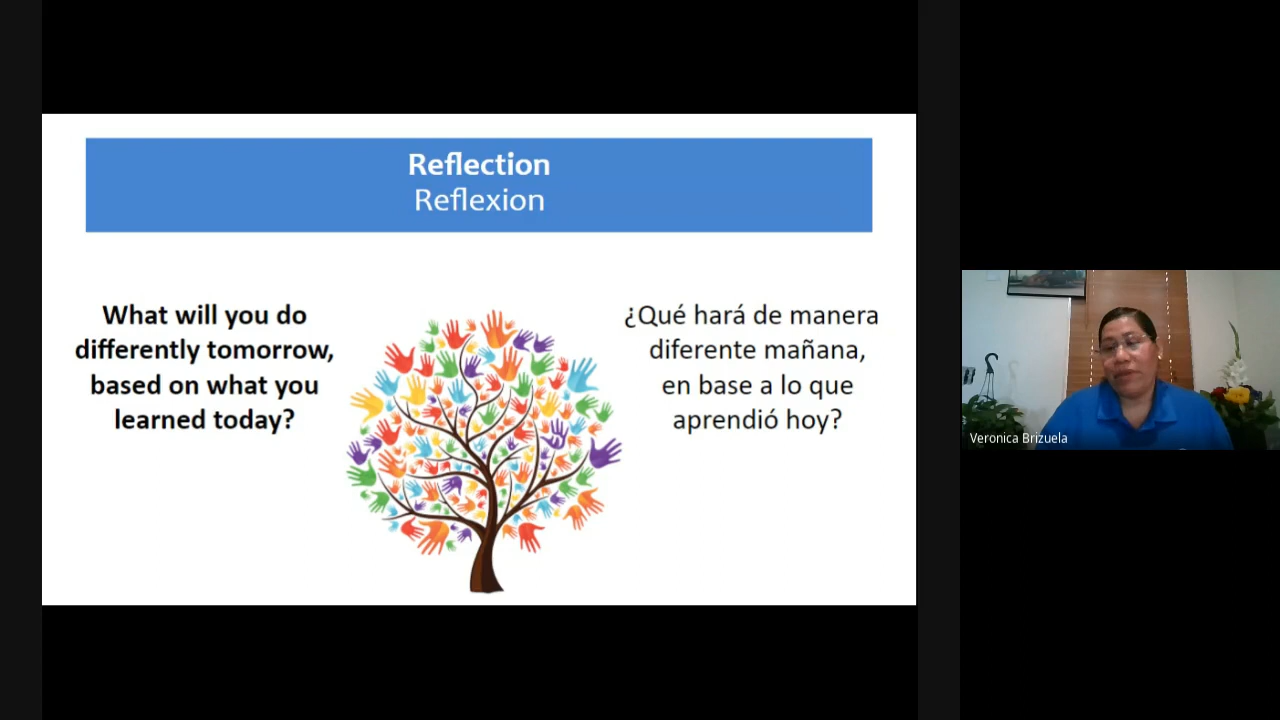 Reflection
Reflexion
What will you do
differently tomorrow,
based on what you
learned today?
¿Qué hará de manera
diferente mañana,
en base a lo que
aprendió hoy?
Veronica Brizuela